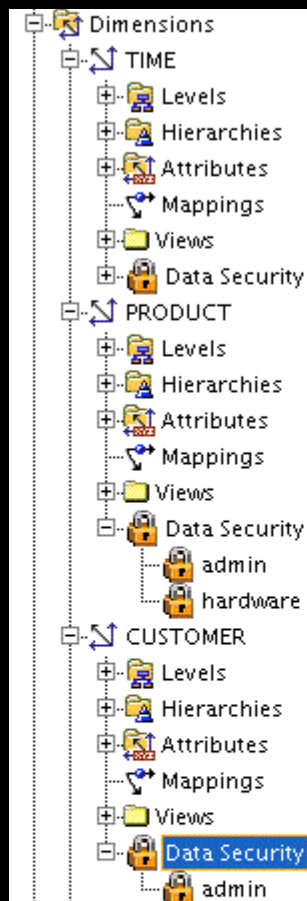 Dimensions
TIME
Levels
Hierarchies
Attributes
Mappings
Views
Data Security
PRODUCT
Levels
Hierarchies
Attributes
Mappings
Views
Data Security
admin
hardware
CUSTOMER
Levels
Hierarchies
Attributes
Mappings
Views
Data Security
admin